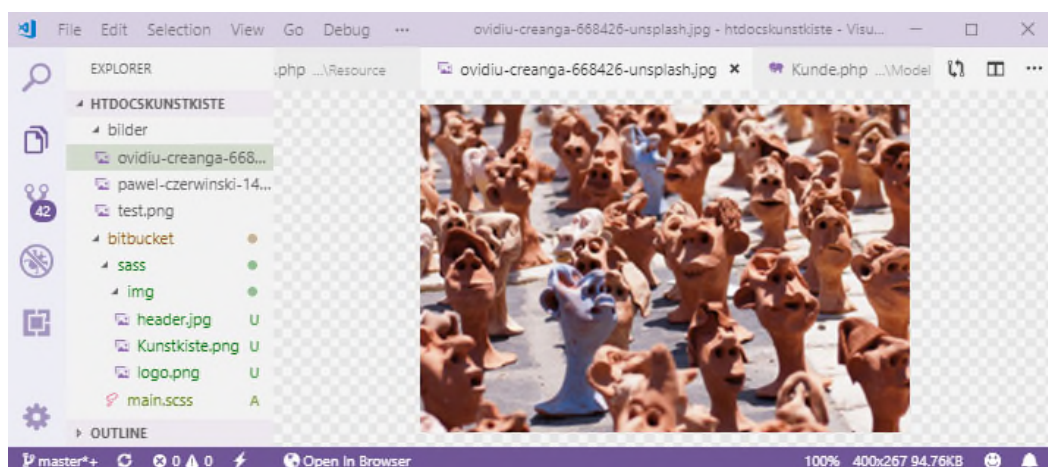 File Edit Selection View Go Debug ··· ovidiu-creanga-668426-unsplash.jpg - htdocskunstkiste - Visu...
EXPLORER
.php ...\Resource ovidiu-creanga-668426-unsplash.jpg × Kunde.php ...\Model ...
HTDOCSKUNSTKISTE
bilder
ovidiu-creanga-668...
pawel-czerwinski-14...
test.png
42
bitbucket
sass
img
header.jpg U
Kunstkiste.png U
logo.png U
main.scss A
OUTLINE
master*+ 0 0 Open In Browser 100% 400x267 94.76KB